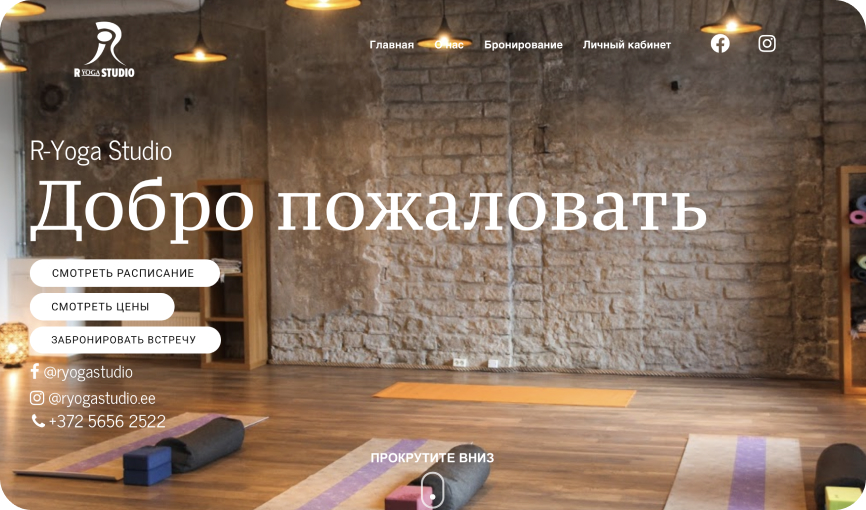 R YOGA STUDIO
Главная О нас Бронирование Личный кабинет
R-Yoga Studio
Добро пожаловать
СМОТРЕТЬ РАСПИСАНИЕ
СМОТРЕТЬ ЦЕНЫ
ЗАБРОНИРОВАТЬ ВСТРЕЧУ
@ryogastudio
@ryogastudio.ee
+372 5656 2522
ПРОКРУТИТЕ ВНИЗ